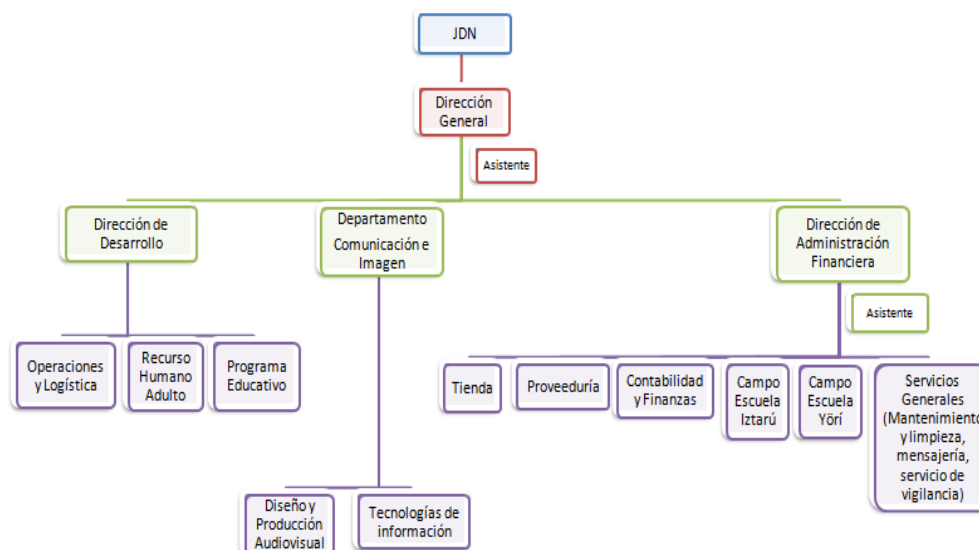 JDN
Dirección
General
Asistente
Dirección de
Desarrollo
Departamento
Comunicación e
Imagen
Dirección de
Administración
Financiera
Asistente
Operaciones
y Logística
Recurso
Humano
Adulto
Programa
Educativo
Tienda
Proveeduría
Contabilidad
y Finanzas
Campo
Escuela
Iztarú
Campo
Escuela
Yörí
Servicios
Generales
(Mantenimiento
y limpieza,
mensajería,
servicio de
vigilancia)
Diseño y
Producción
Audiovisual
Tecnologías de
información